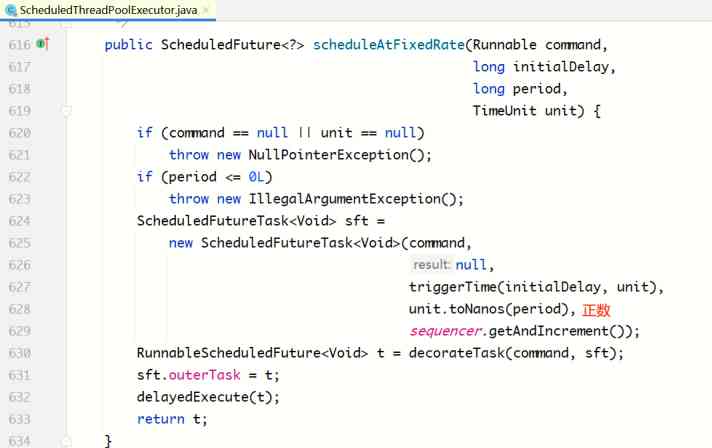 ScheduledThreadPoolExecutor.java
615
616 public ScheduledFuture<?> scheduleAtFixedRate(Runnable command,
617 long initialDelay,
618 long period,
619 TimeUnit unit) {
620 if (command == null || unit == null)
621 throw new NullPointerException();
622 if (period <= 0L)
623 throw new IllegalArgumentException();
624 ScheduledFutureTask<Void> sft =
625 new ScheduledFutureTask<Void>(command,
626 result: null,
627 triggerTime(initialDelay, unit),
628 unit.toNanos(period), 正数
629 sequencer.getAndIncrement());
630 RunnableScheduledFuture<Void> t = decorateTask(command, sft);
631 sft.outerTask = t;
632 delayedExecute(t);
633 return t;
634 }